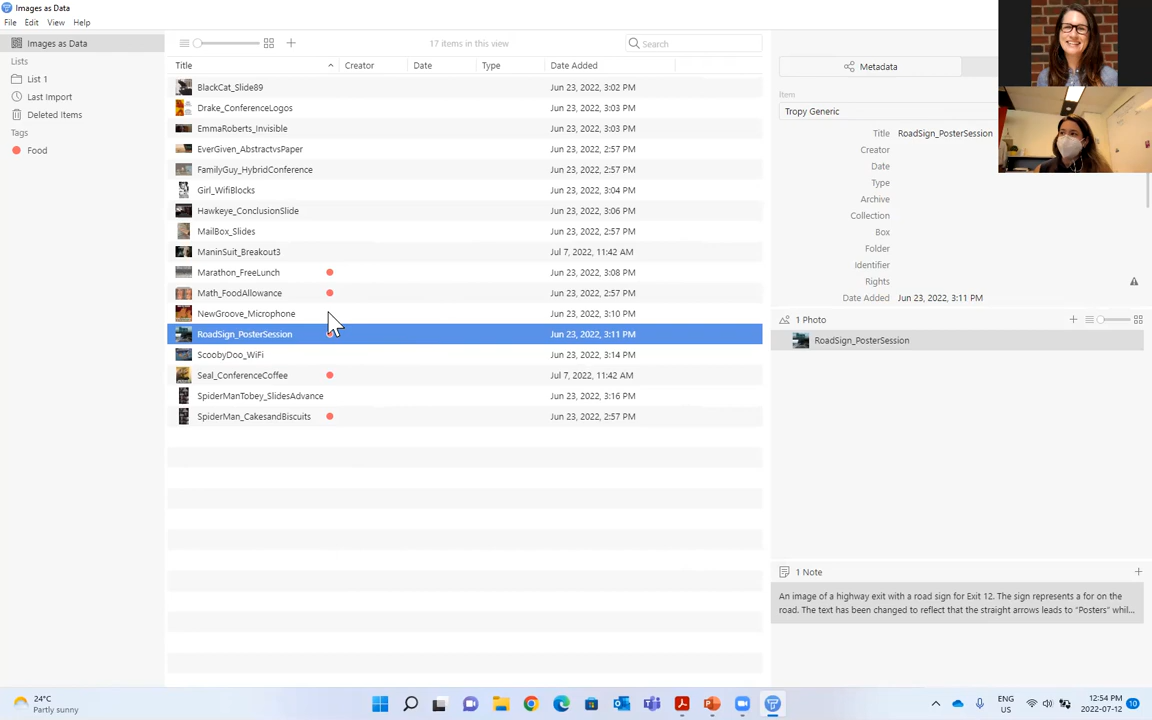 Images as Data
File Edit View Help
Images as Data
17 items in this view
Search
Lists
List 1
Last Import
Deleted Items
Tags
Food
Title Creator Date Type Date Added
BlackCat_Slide89 Jun 23, 2022, 3:02 PM
Drake_ConferenceLogos Jun 23, 2022, 3:03 PM
EmmaRoberts_Invisible Jun 23, 2022, 3:03 PM
EverGiven_AbstractvsPaper Jun 23, 2022, 2:57 PM
FamilyGuy_HybridConference Jun 23, 2022, 2:57 PM
Girl_WifiBlocks Jun 23, 2022, 3:04 PM
Hawkeye_ConclusionSlide Jun 23, 2022, 3:06 PM
MailBox_Slides Jun 23, 2022, 2:57 PM
ManinSuit_Breakout3 Jul 7, 2022, 11:42 AM
Marathon_FreeLunch Jun 23, 2022, 3:08 PM
Math_FoodAllowance Jun 23, 2022, 2:57 PM
NewGroove_Microphone Jun 23, 2022, 3:10 PM
RoadSign_PosterSession Jun 23, 2022, 3:11 PM
ScoobyDoo_WiFi Jun 23, 2022, 3:14 PM
Seal_ConferenceCoffee Jul 7, 2022, 11:42 AM
SpiderManTobey_SlidesAdvance Jun 23, 2022, 3:16 PM
SpiderMan_CakesandBiscuits Jun 23, 2022, 2:57 PM
Metadata
Item
Tropy Generic
Title RoadSign_PosterSession
Creator
Date
Type
Archive
Collection
Box
Folder
Identifier
Rights
Date Added Jun 23, 2022, 3:11 PM
1 Photo
RoadSign_PosterSession
1 Note
An image of a highway exit with a road sign for Exit 12. The sign represents a for on the
road. The text has been changed to reflect that the straight arrows leads to "Posters" whil...
24°C
Partly sunny
ENG
US
12:54 PM
2022-07-12
10